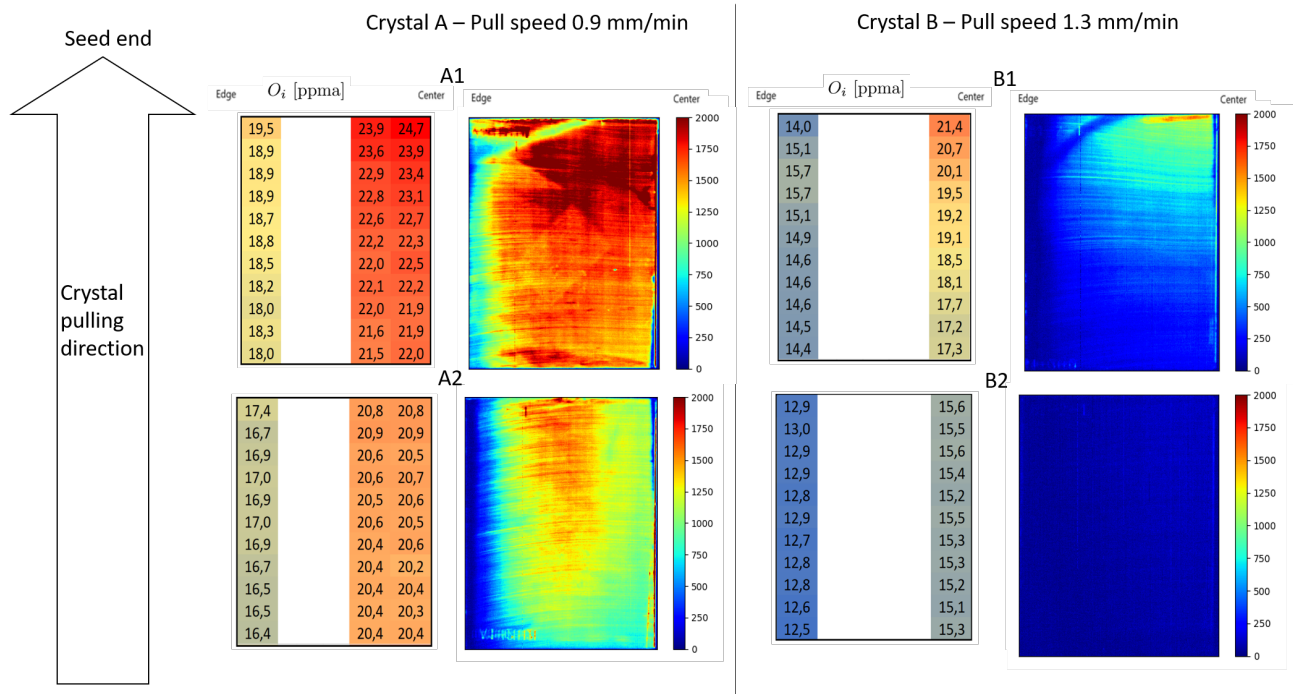 Crystal A – Pull speed 0.9 mm/min
Crystal B – Pull speed 1.3 mm/min
Seed end
Crystal
pulling
direction
A1
Edge O_i [ppma] Center
19,5 23,9 24,7
18,9 23,6 23,9
18,9 22,9 23,4
18,9 22,8 23,1
18,7 22,6 22,7
18,8 22,2 22,3
18,5 22,0 22,5
18,2 22,1 22,2
18,0 22,0 21,9
18,3 21,6 21,9
18,0 21,5 22,0
Edge Center
2000
1750
1500
1250
1000
750
500
250
0
B1
Edge O_i [ppma] Center
14,0 21,4
15,1 20,7
15,7 20,1
15,7 19,5
15,1 19,2
14,9 19,1
14,6 18,5
14,6 18,1
14,6 17,7
14,5 17,2
14,4 17,3
Edge Center
2000
1750
1500
1250
1000
750
500
250
0
A2
17,4 20,8 20,8
16,7 20,9 20,9
16,9 20,6 20,5
17,0 20,6 20,7
16,9 20,5 20,6
17,0 20,6 20,5
16,9 20,4 20,6
16,7 20,4 20,2
16,5 20,4 20,4
16,5 20,4 20,3
16,4 20,4 20,4
2000
1750
1500
1250
1000
750
500
250
0
B2
12,9 15,6
13,0 15,5
12,9 15,6
12,9 15,4
12,8 15,2
12,9 15,5
12,7 15,3
12,8 15,3
12,8 15,2
12,6 15,1
12,5 15,3
2000
1750
1500
1250
1000
750
500
250
0